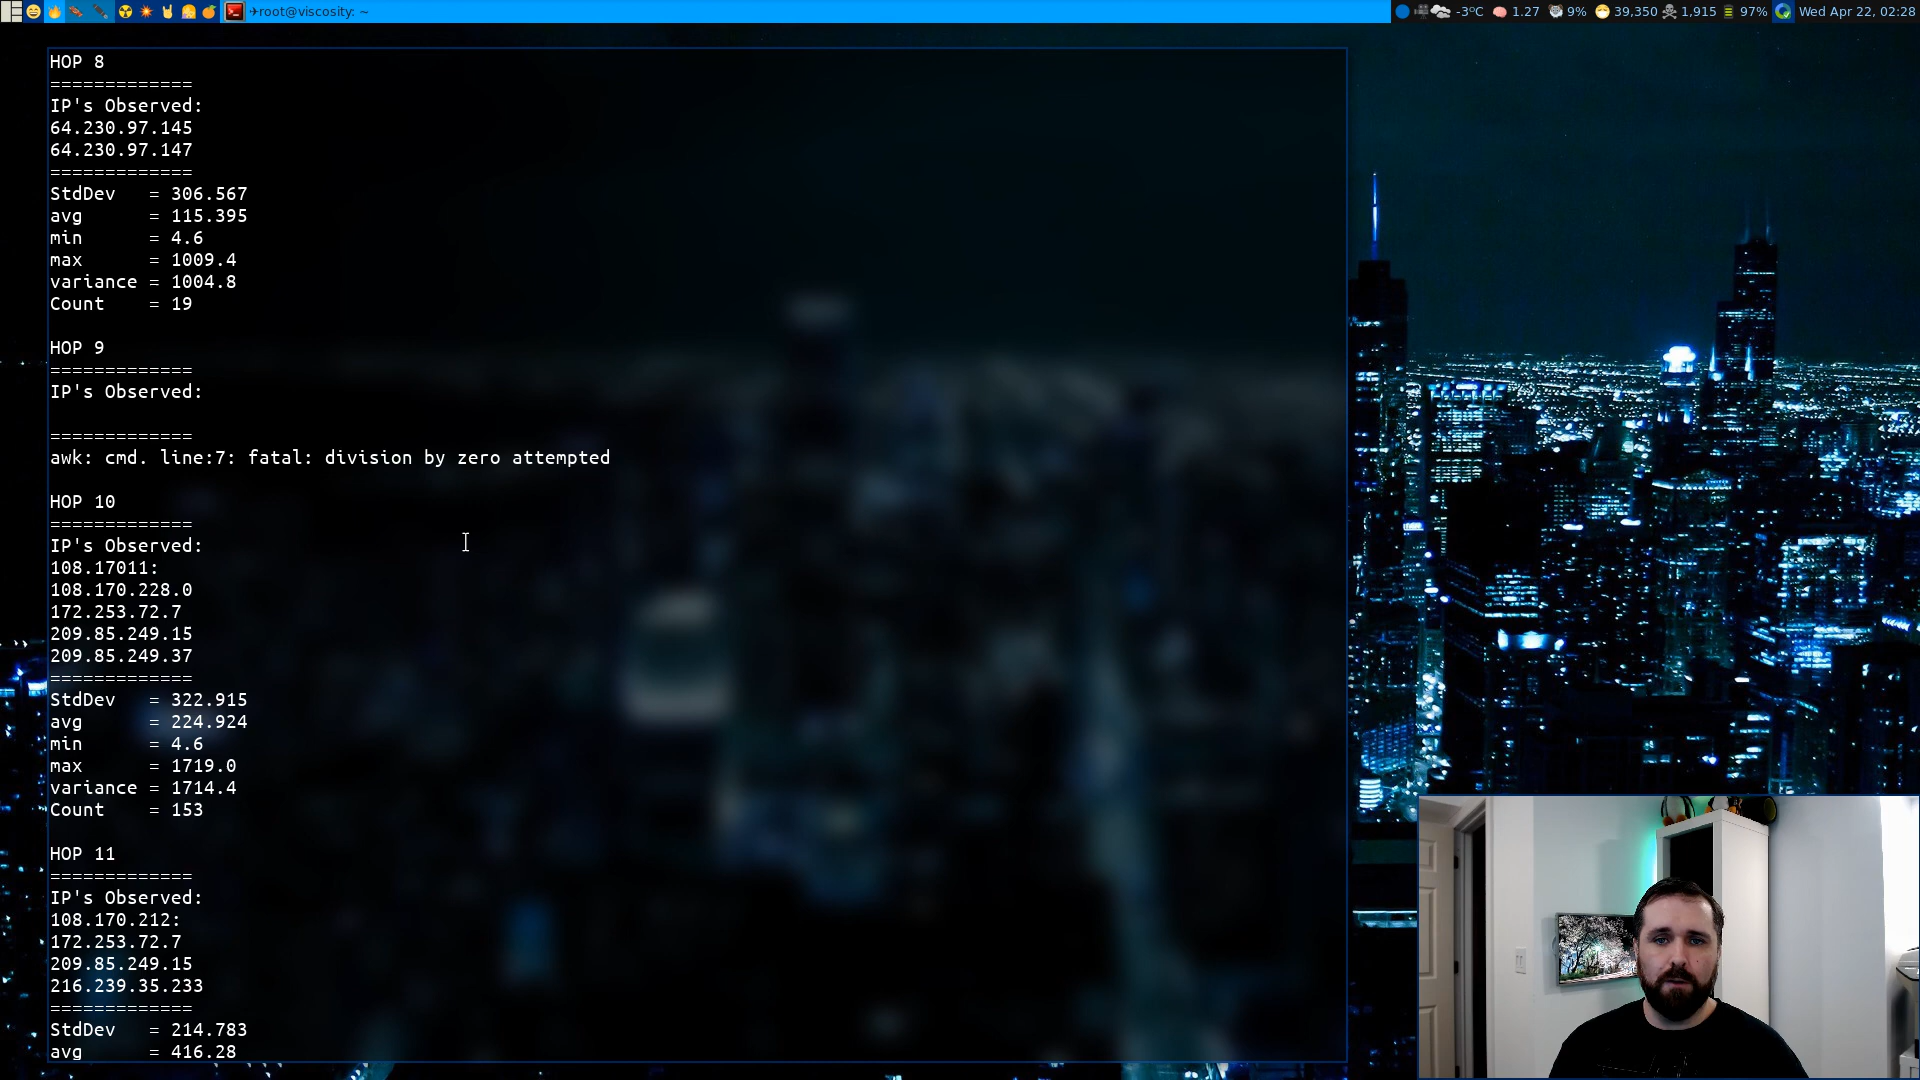 ✈root@viscosity: ~
-3°C 1.27 9% 39,350 1,915 97% Wed Apr 22, 02:28
HOP 8
=============
IP's Observed:
64.230.97.145
64.230.97.147
=============
StdDev   = 306.567
avg      = 115.395
min      = 4.6
max      = 1009.4
variance = 1004.8
Count    = 19
HOP 9
=============
IP's Observed:
=============
awk: cmd. line:7: fatal: division by zero attempted
HOP 10
=============
IP's Observed:
108.17011:
108.170.228.0
172.253.72.7
209.85.249.15
209.85.249.37
=============
StdDev   = 322.915
avg      = 224.924
min      = 4.6
max      = 1719.0
variance = 1714.4
Count    = 153
HOP 11
=============
IP's Observed:
108.170.212:
172.253.72.7
209.85.249.15
216.239.35.233
=============
StdDev   = 214.783
avg      = 416.28